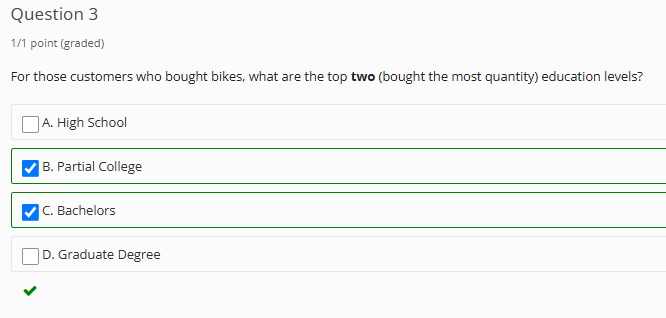 Question 3
1/1 point (graded)
For those customers who bought bikes, what are the top two (bought the most quantity) education levels?
A. High School
B. Partial College
C. Bachelors
D. Graduate Degree